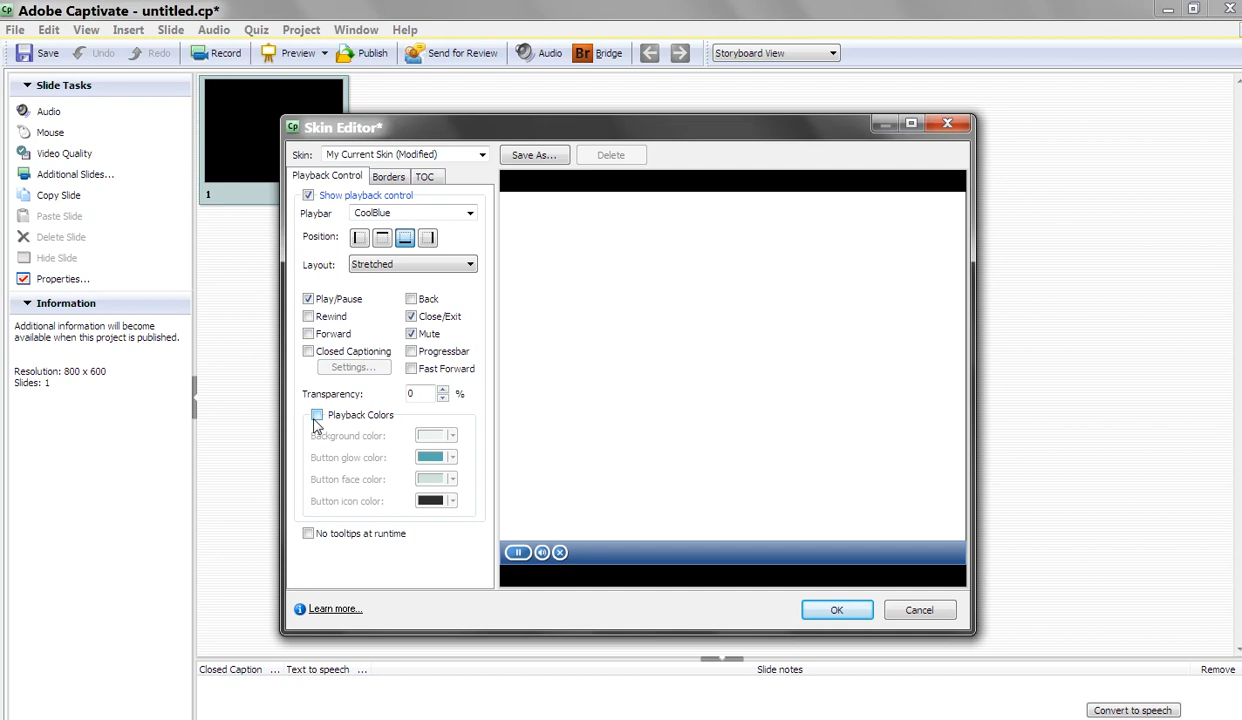 Cp Adobe Captivate - untitled.cp*
File Edit View Insert Slide Audio Quiz Project Window Help
Save Undo Redo Record Preview Publish Send for Review Audio Br Bridge Storyboard View
Slide Tasks
Audio
Mouse
Video Quality
Additional Slides...
Copy Slide
Paste Slide
Delete Slide
Hide Slide
Properties...
Information
Additional information will become
available when this project is published.
Resolution: 800 x 600
Slides: 1
1
Cp Skin Editor*
Skin: My Current Skin (Modified) Save As... Delete
Playback Control Borders TOC
Show playback control
Playbar CoolBlue
Position:
Layout: Stretched
Play/Pause Back
Rewind Close/Exit
Forward Mute
Closed Captioning Progressbar
Settings... Fast Forward
Transparency: 0 %
Playback Colors
Background color:
Button glow color:
Button face color:
Button icon color:
No tooltips at runtime
Learn more... OK Cancel
Closed Caption ... Text to speech ... Slide notes Remove
Convert to speech